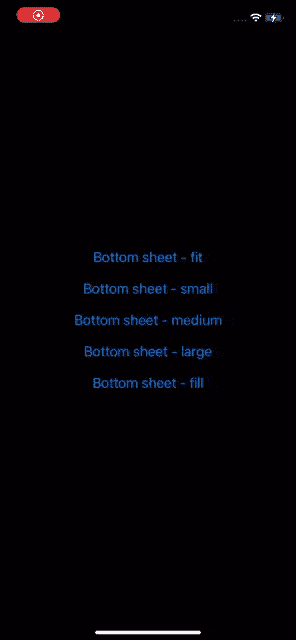 Bottom sheet - fit
Bottom sheet - small
Bottom sheet - medium
Bottom sheet - large
Bottom sheet - fill